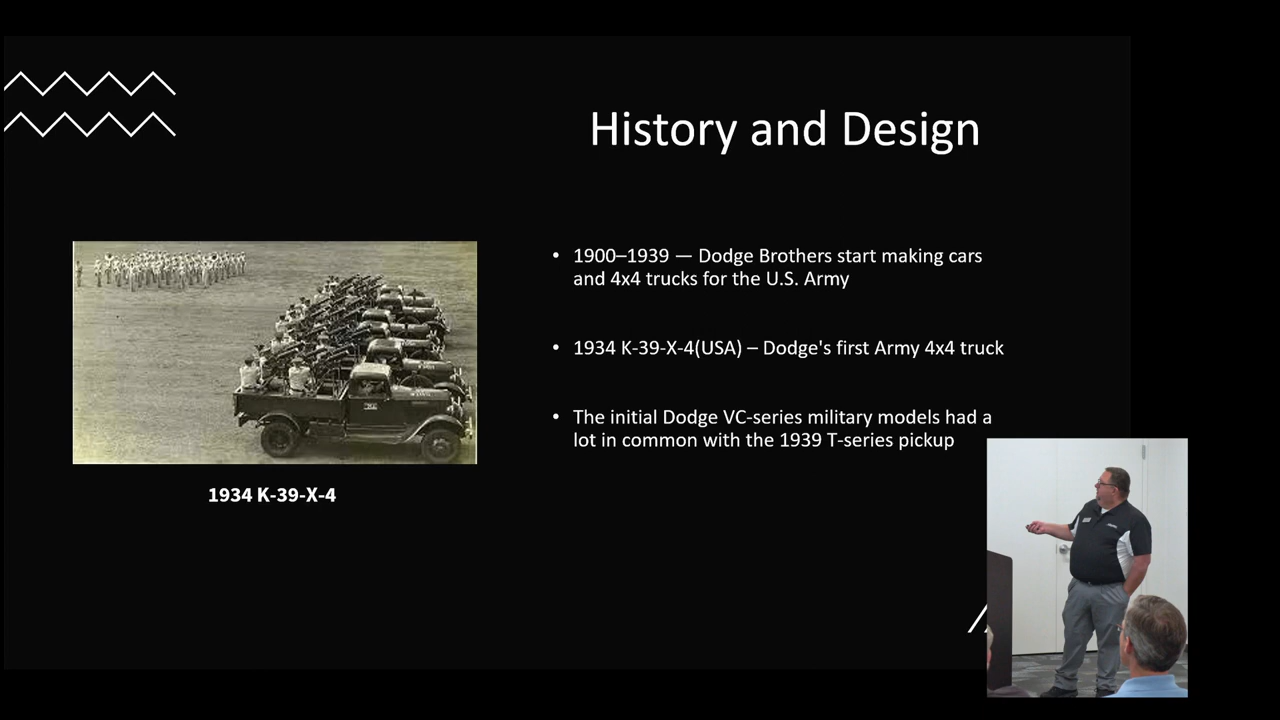 History and Design
• 1900–1939 — Dodge Brothers start making cars
and 4x4 trucks for the U.S. Army
• 1934 K-39-X-4(USA) – Dodge's first Army 4x4 truck
• The initial Dodge VC-series military models had a
lot in common with the 1939 T-series pickup
1934 K-39-X-4